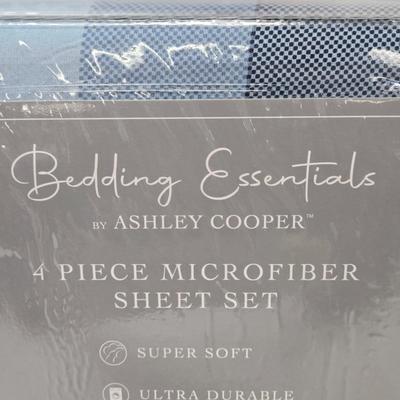 Bedding Essentials
BY ASHLEY COOPER™
4 PIECE MICROFIBER
SHEET SET
SUPER SOFT
ULTRA DURABLE